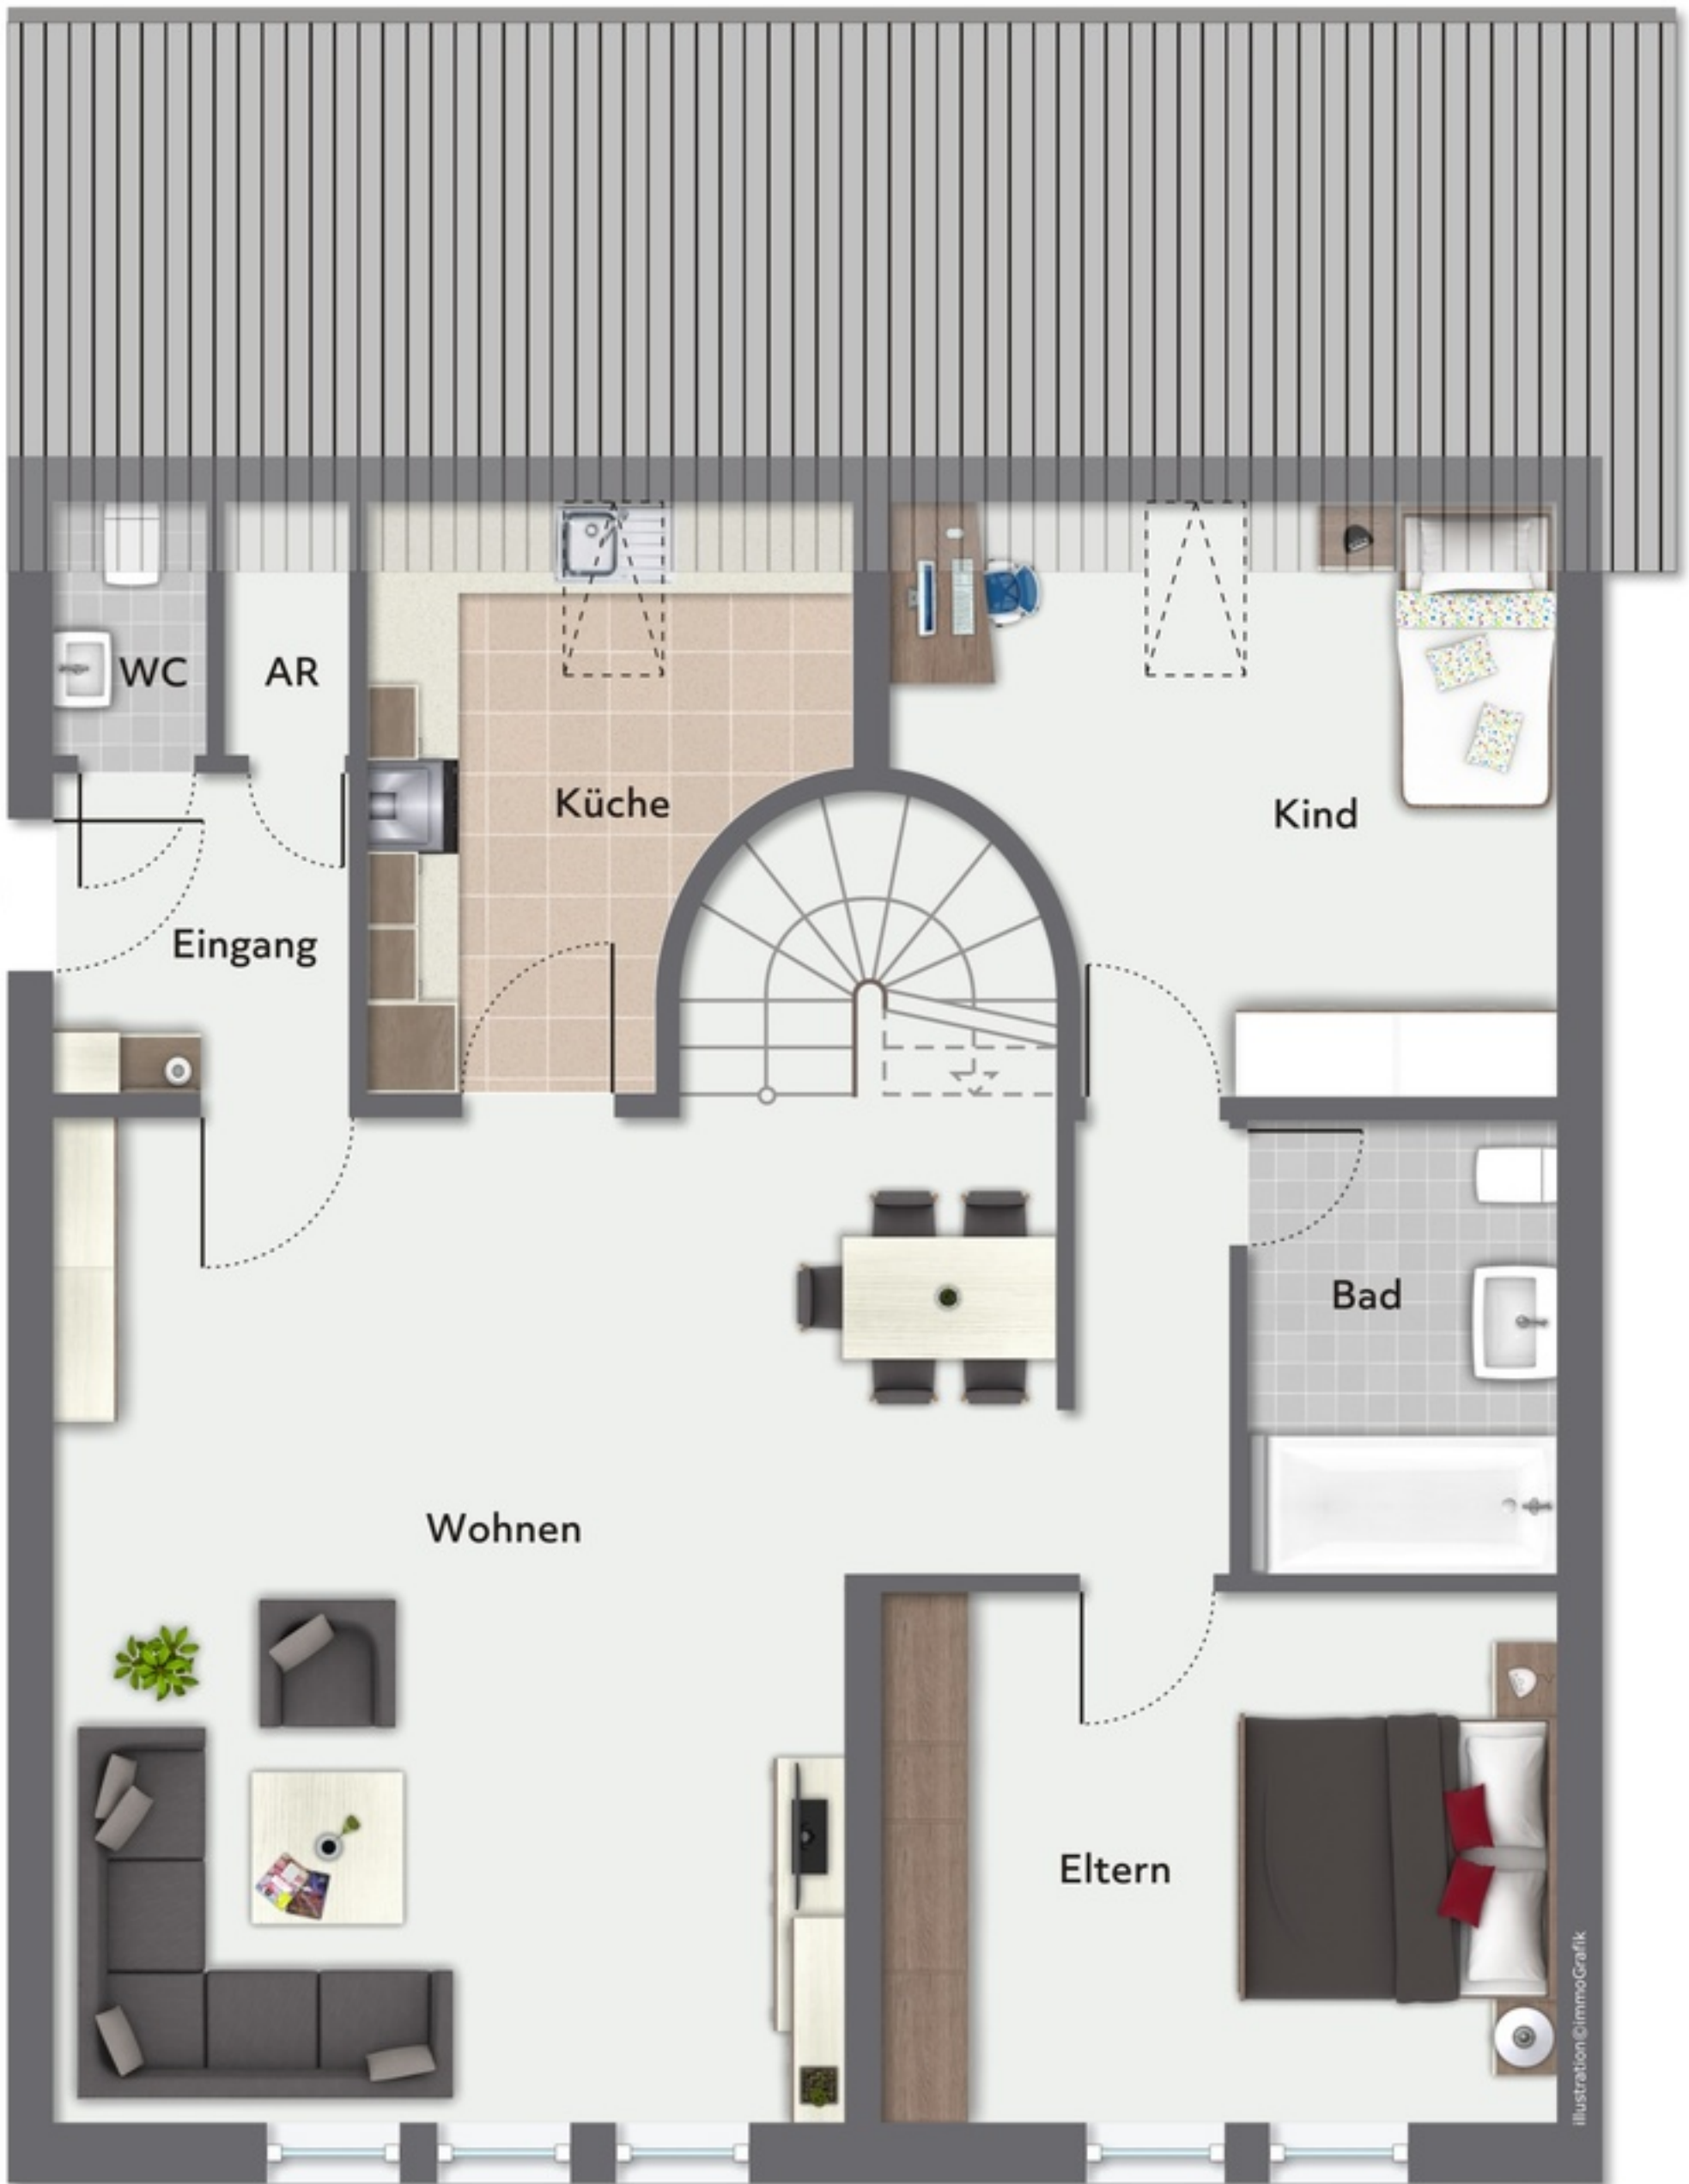 WC
AR
Küche
Kind
Eingang
Bad
Wohnen
Eltern
illustration©immoGrafik